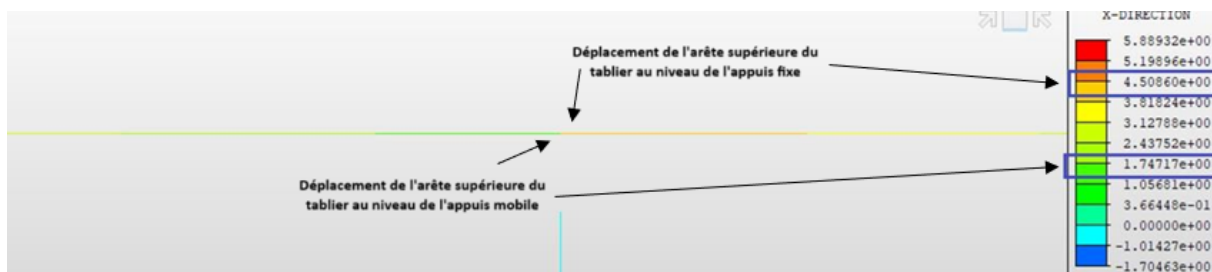 X-DIRECTION
5.88932e+00
5.19896e+00
4.50860e+00
3.81824e+00
3.12788e+00
2.43752e+00
1.74717e+00
1.05681e+00
3.66448e-01
0.00000e+00
-1.01427e+00
-1.70463e+00
Déplacement de l'arête supérieure du
tablier au niveau de l'appuis fixe
Déplacement de l'arête supérieure du
tablier au niveau de l'appuis mobile